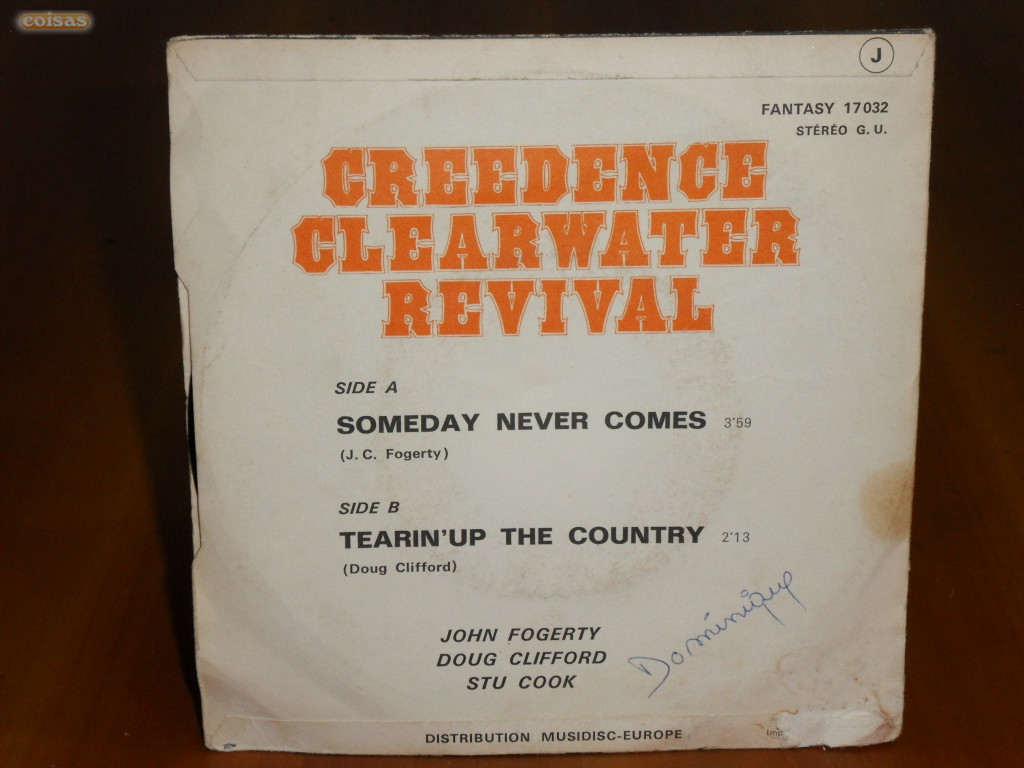 coisas
J
FANTASY 17032
STÉRÉO G. U.
CREEDENCE
CLEARWATER
REVIVAL
SIDE A
SOMEDAY NEVER COMES 3'59
(J. C. Fogerty)
SIDE B
TEARIN'UP THE COUNTRY 2'13
(Doug Clifford)
JOHN FOGERTY
DOUG CLIFFORD
STU COOK
Dominique
DISTRIBUTION MUSIDISC-EUROPE